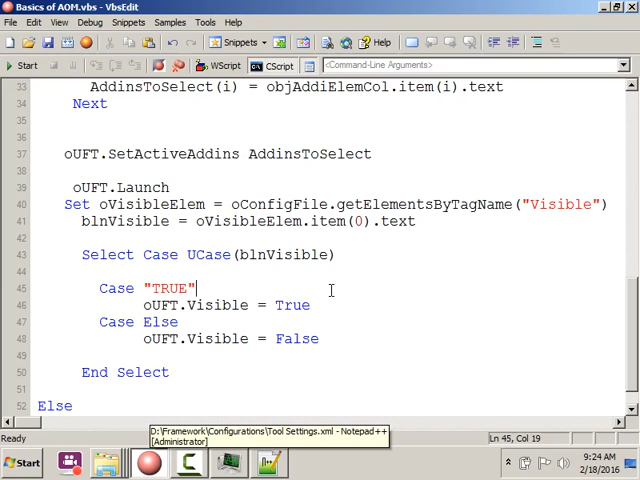 Basics of AOM.vbs - VbsEdit
File Edit View Debug Snippets Samples Tools Help
Snippets Help
Start WScript CScript <Command-Line Arguments>
33 AddinsToSelect(i) = objAddiElemCol.item(i).text
34 Next
36
37 oUFT.SetActiveAddins AddinsToSelect
38
39 oUFT.Launch
40 Set oVisibleElem = oConfigFile.getElementsByTagName("Visible")
41 blnVisible = oVisibleElem.item(0).text
42
43 Select Case UCase(blnVisible)
44
45 Case "TRUE"
46 oUFT.Visible = True
47 Case Else
48 oUFT.Visible = False
49
50 End Select
51
52 Else
D:\Framework\Configurations\Tool Settings.xml - Notepad++
[Administrator]
Ready Ln 45, Col 19
Start 9:24 AM
2/18/2016